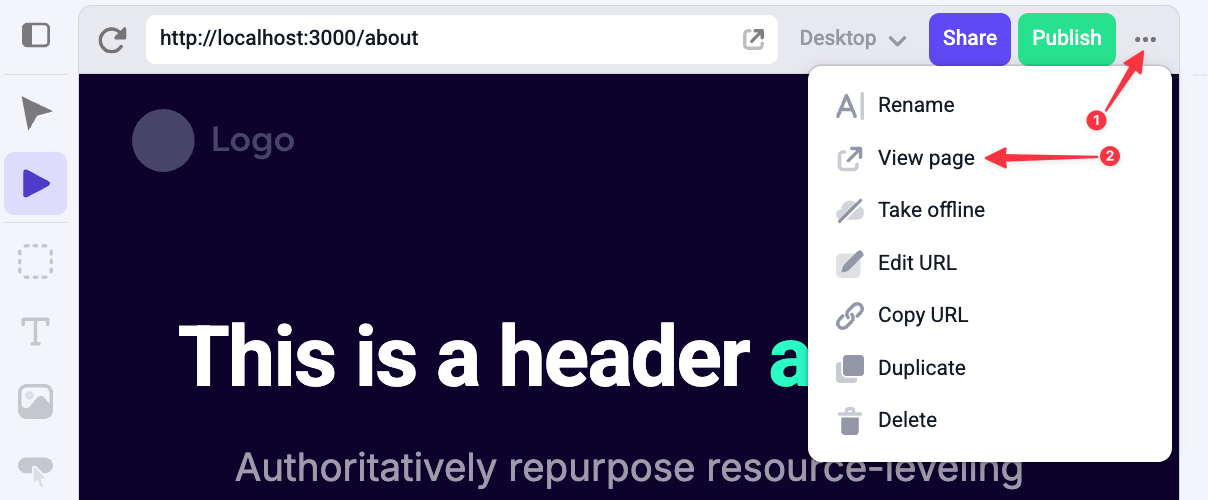 http://localhost:3000/about
Desktop
Share
Publish
Logo
Rename
1
View page
2
Take offline
Edit URL
Copy URL
Duplicate
Delete
This is a header a
Authoritatively repurpose resource-leveling
T